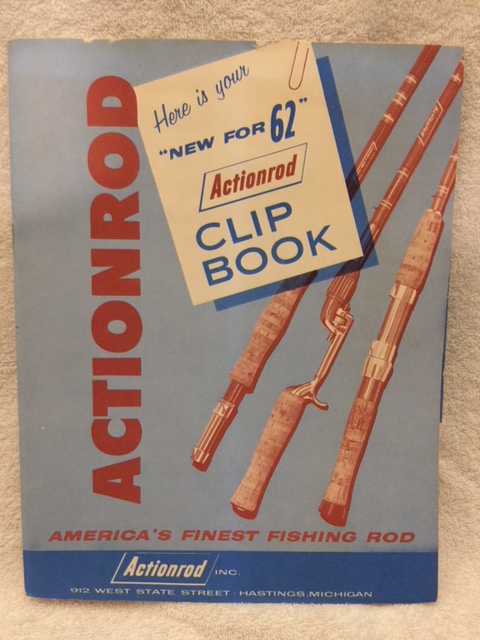 ACTIONROD
Here is your
"NEW FOR 62"
Actionrod
CLIP
BOOK
AMERICA'S FINEST FISHING ROD
Actionrod INC.
912 WEST STATE STREET · HASTINGS, MICHIGAN